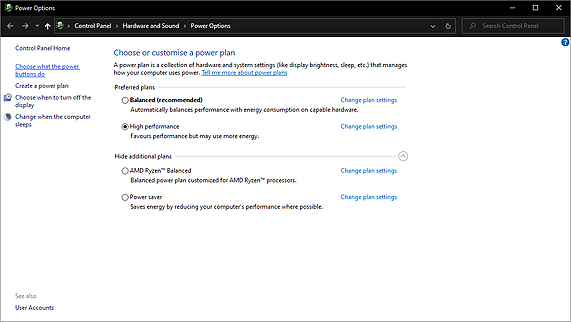 Power Options
Control Panel > Hardware and Sound > Power Options
Search Control Panel
Control Panel Home
Choose what the power
buttons do
Create a power plan
Choose when to turn off the
display
Change when the computer
sleeps
Choose or customise a power plan
A power plan is a collection of hardware and system settings (like display brightness, sleep, etc.) that manages
how your computer uses power. Tell me more about power plans
Preferred plans
Balanced (recommended) Change plan settings
Automatically balances performance with energy consumption on capable hardware.
High performance Change plan settings
Favours performance but may use more energy.
Hide additional plans
AMD Ryzen™ Balanced Change plan settings
Balanced power plan customized for AMD Ryzen™ processors.
Power saver Change plan settings
Saves energy by reducing your computer's performance where possible.
See also
User Accounts